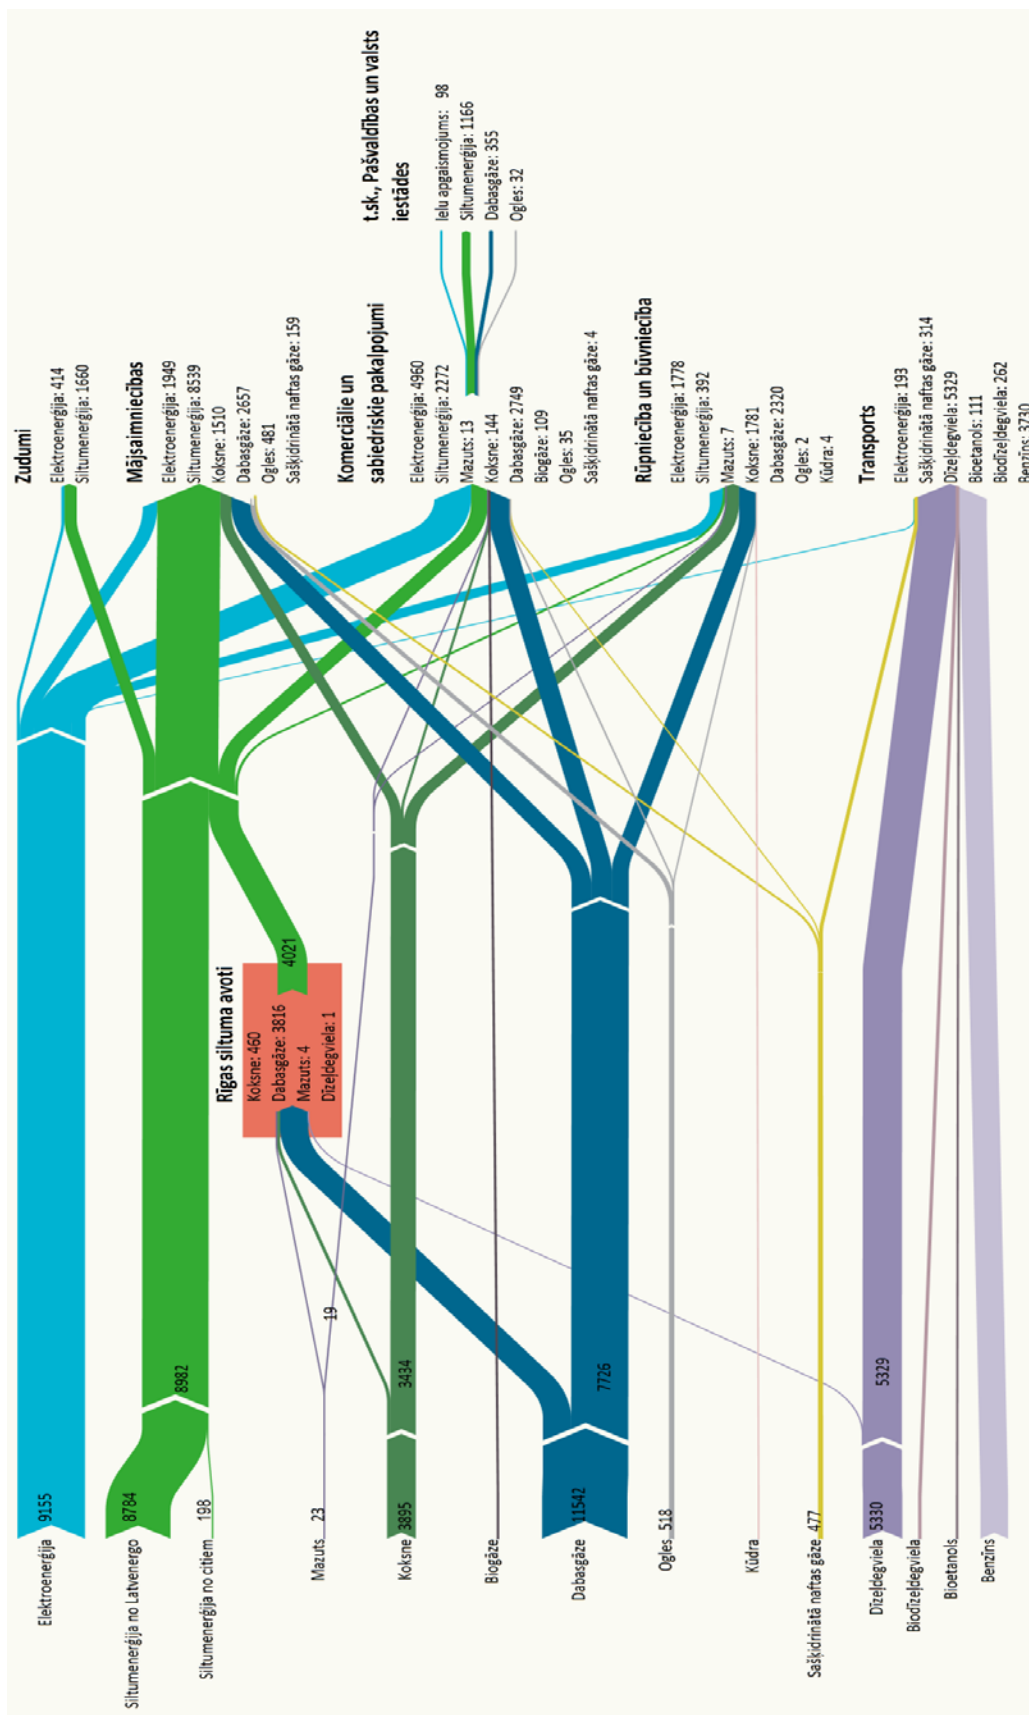 Elektroenerģija
9155
Siltumenerģija no Latvenergo
8784
Siltumenerģija no citiem
198
8982
Mazuts
23
19
Koksne
3895
3434
Biogāze
Dabasgāze
11542
7726
Ogles
518
Kūdra
Sašķidrinātā naftas gāze
477
Dīzeļdegviela
5330
5329
Biodīzeļdegviela
Bioetanols
Benzīns
Rīgas siltuma avoti
Koksne: 460
Dabasgāze: 3816
Mazuts: 4
Dīzeļdegviela: 1
4021
Zudumi
Elektroenerģija: 414
Siltumenerģija: 1660
Mājsaimniecības
Elektroenerģija: 1949
Siltumenerģija: 8539
Koksne: 1510
Dabasgāze: 2657
Ogles: 481
Sašķidrinātā naftas gāze: 159
Komerciālie un
sabiedriskie pakalpojumi
Elektroenerģija: 4960
Siltumenerģija: 2272
Mazuts: 13
Koksne: 144
Dabasgāze: 2749
Biogāze: 109
Ogles: 35
Sašķidrinātā naftas gāze: 4
t.sk., Pašvaldības un valsts
iestādes
Ielu apgaismojums: 98
Siltumenerģija: 1166
Dabasgāze: 355
Ogles: 32
Rūpniecība un būvniecība
Elektroenerģija: 1778
Siltumenerģija: 392
Mazuts: 7
Koksne: 1781
Dabasgāze: 2320
Ogles: 2
Kūdra: 4
Transports
Elektroenerģija: 193
Sašķidrinātā naftas gāze: 314
Dīzeļdegviela: 5329
Bioetanols: 111
Biodīzeļdegviela: 262
Benzīns: 3730